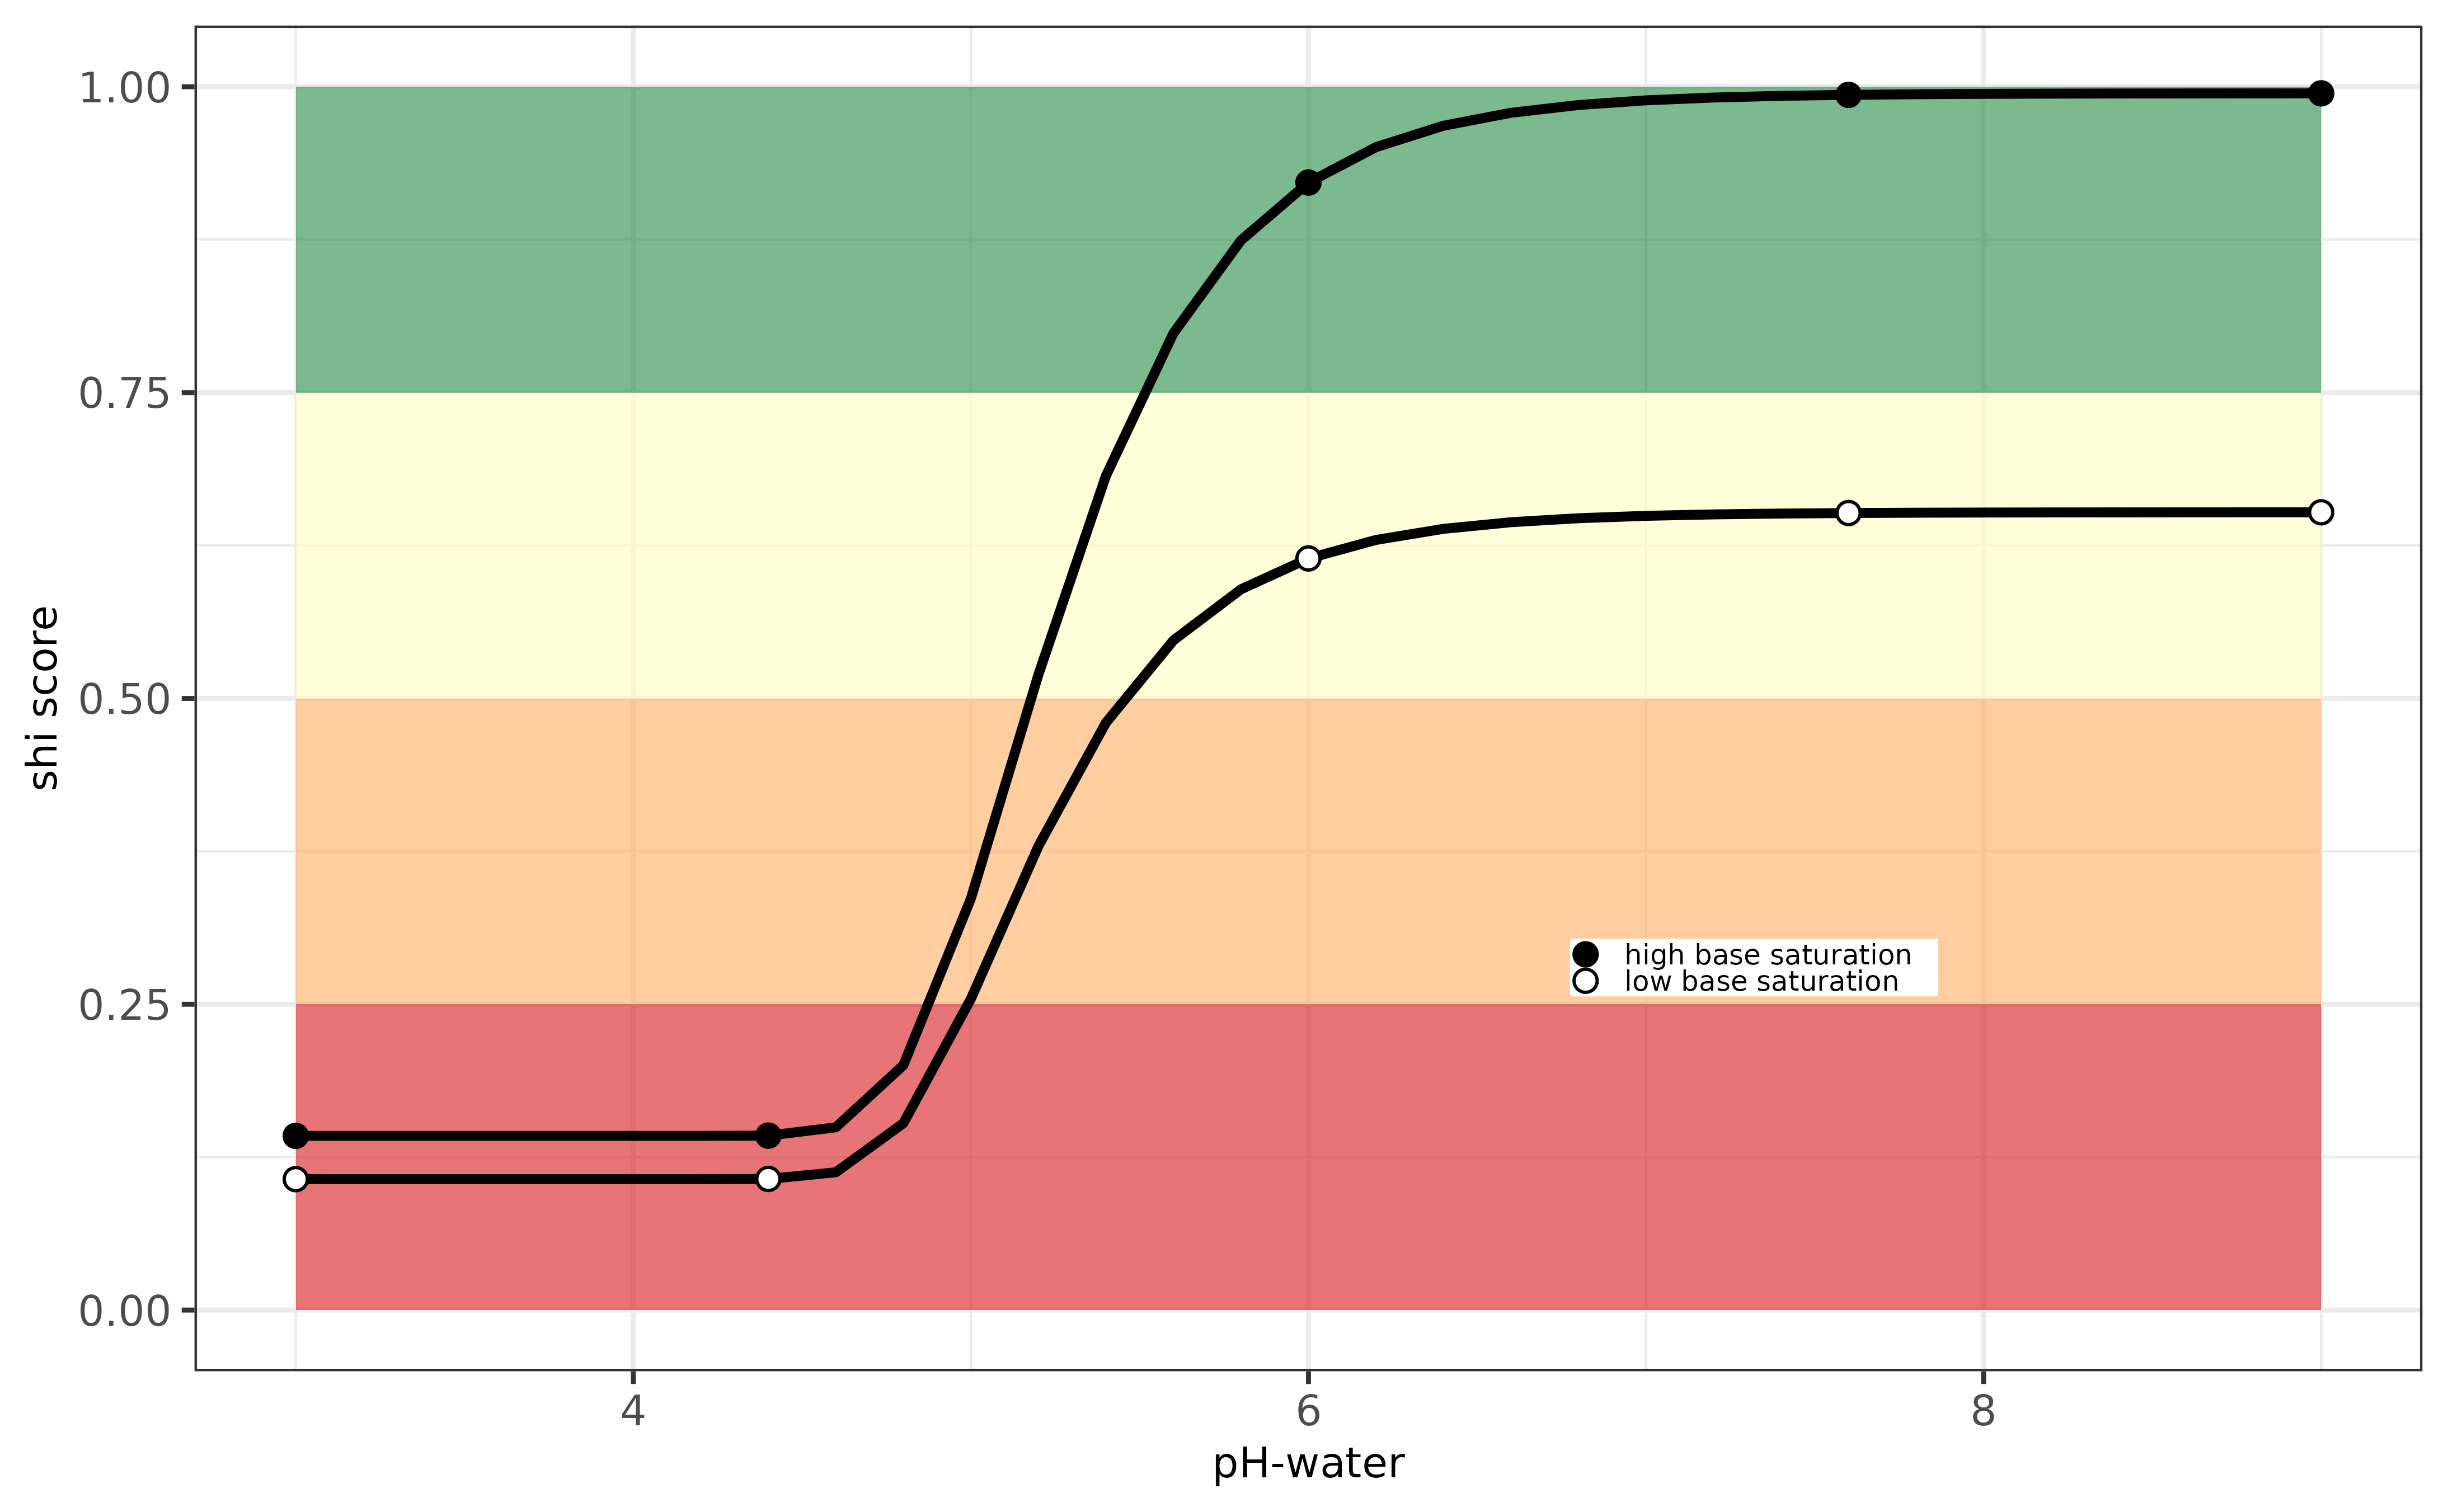 1.00
0.75
0.50
0.25
0.00
shi score
high base saturation
low base saturation
4
6
8
pH-water